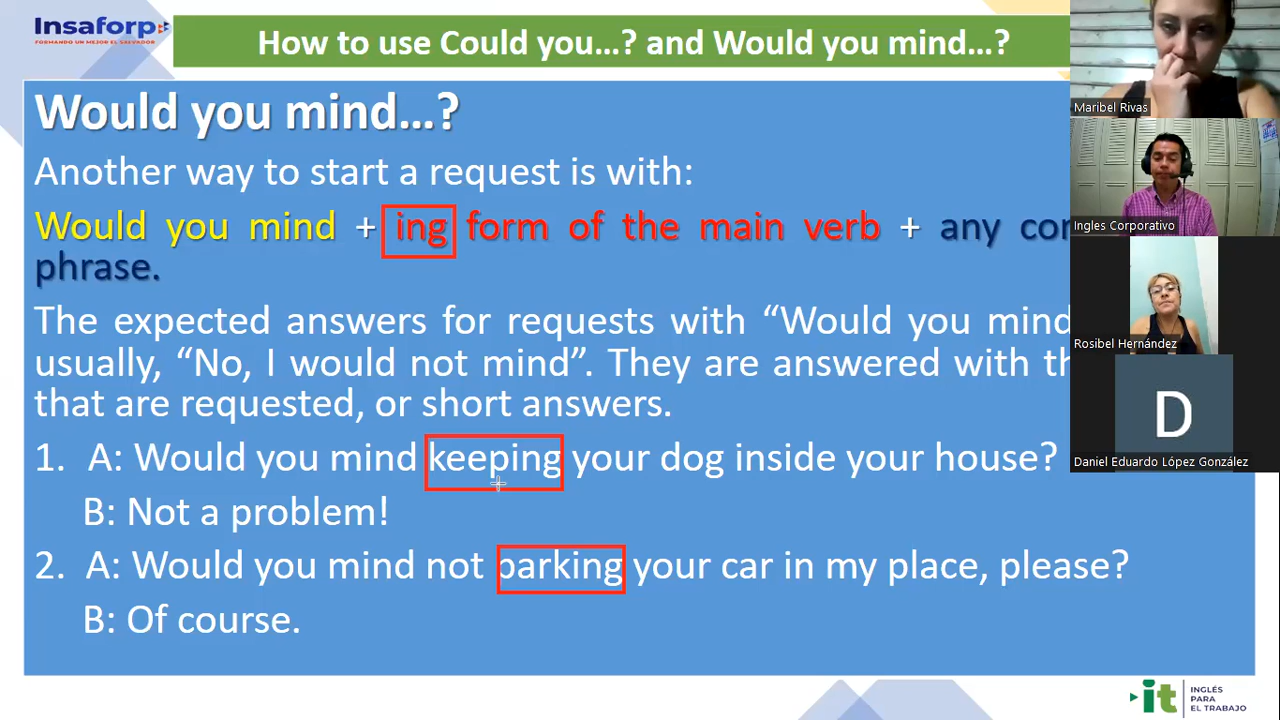 Insaforp
FORMANDO UN MEJOR EL SALVADOR
How to use Could you…? and Would you mind…?
Would you mind…?
Another way to start a request is with:
Would you mind + ing form of the main verb + any
phrase.
The expected answers for requests with “Would you mind
usually, “No, I would not mind”. They are answered with
that are requested, or short answers.
1. A: Would you mind keeping your dog inside your house?
B: Not a problem!
2. A: Would you mind not parking your car in my place, please?
B: Of course.
Maribel Rivas
Ingles Corporativo
Rosibel Hernández
D
Daniel Eduardo López González
it
INGLÉS
PARA
EL TRABAJO